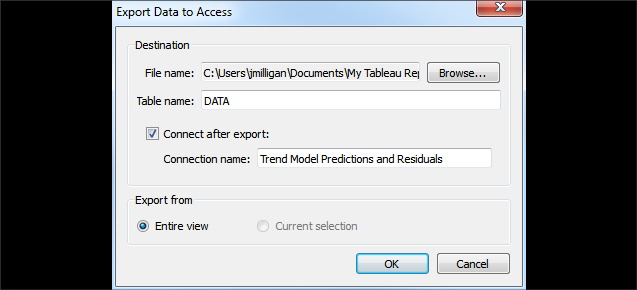 Export Data to Access
Destination
File name: C:\Users\jmilligan\Documents\My Tableau Rep Browse...
Table name: DATA
Connect after export:
Connection name: Trend Model Predictions and Residuals
Export from
Entire view Current selection
OK Cancel